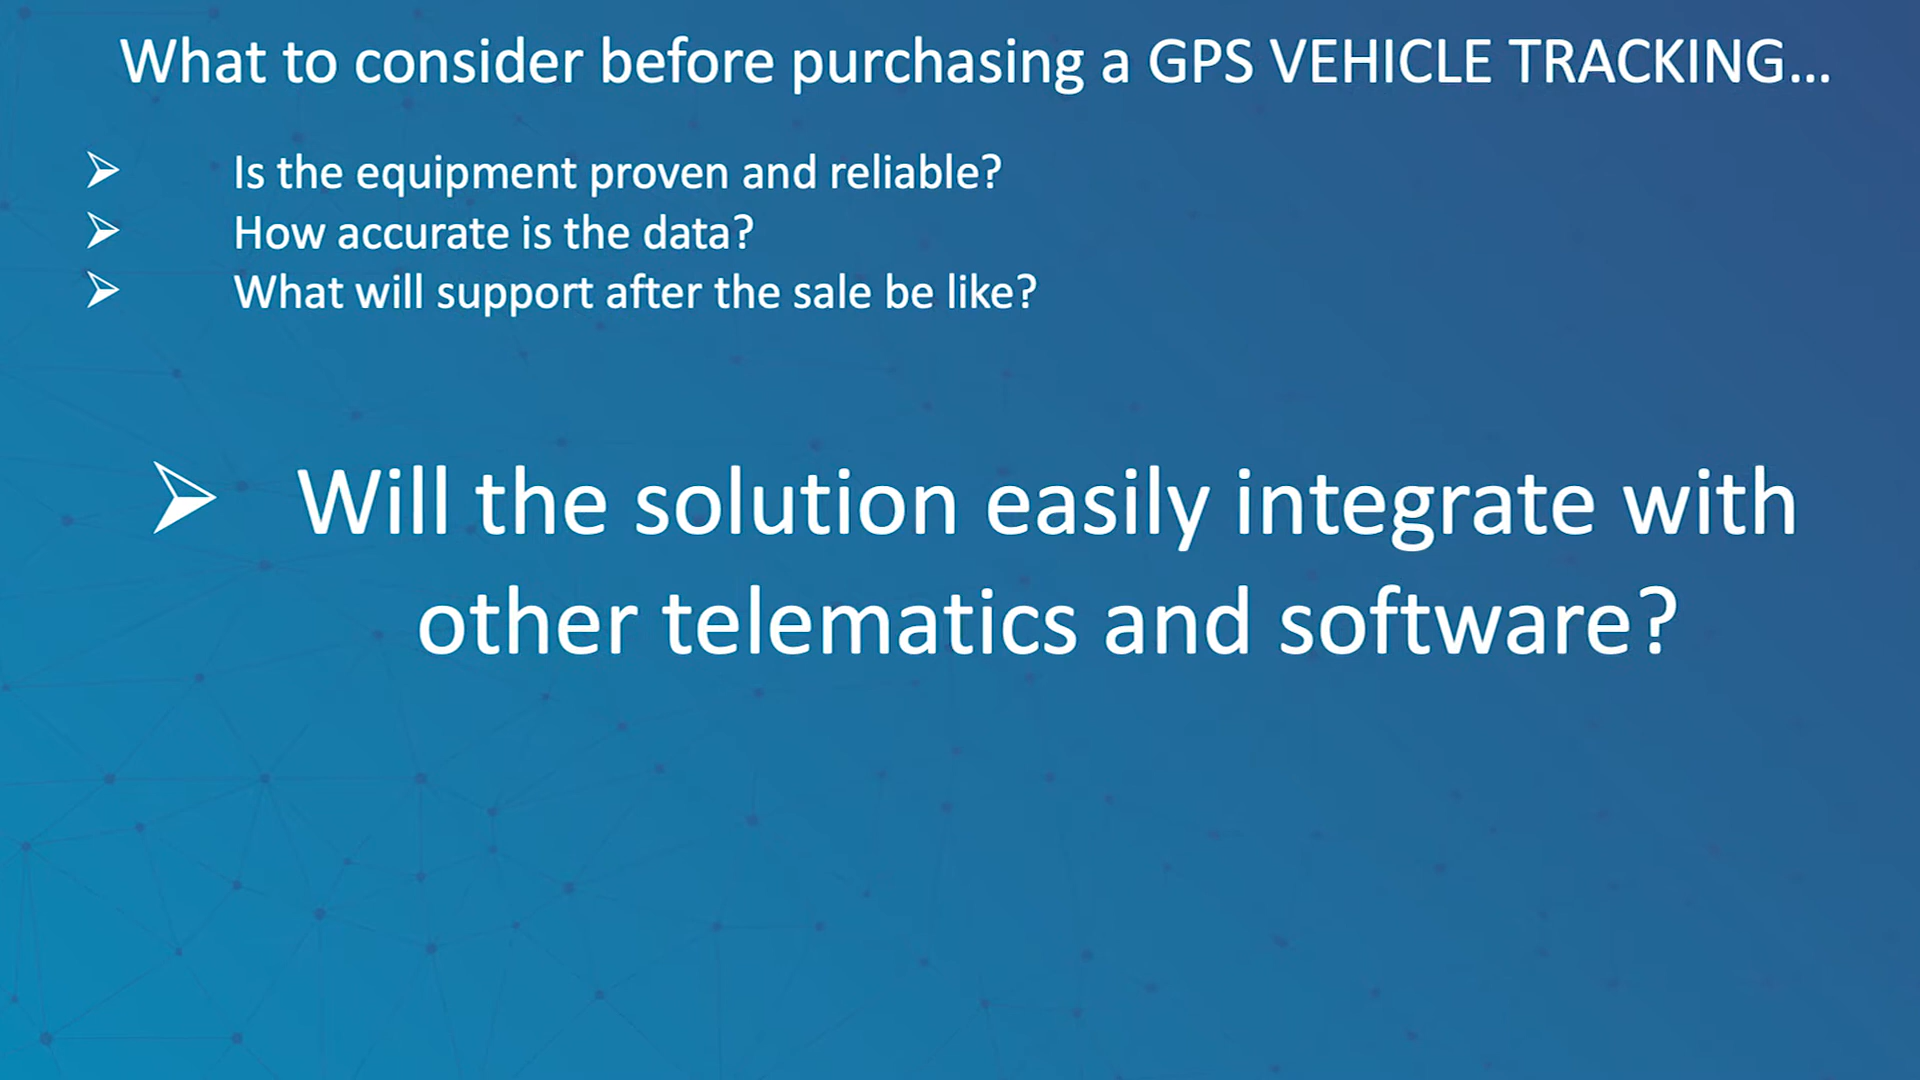 What to consider before purchasing a GPS VEHICLE TRACKING...
Is the equipment proven and reliable?
How accurate is the data?
What will support after the sale be like?
Will the solution easily integrate with
other telematics and software?